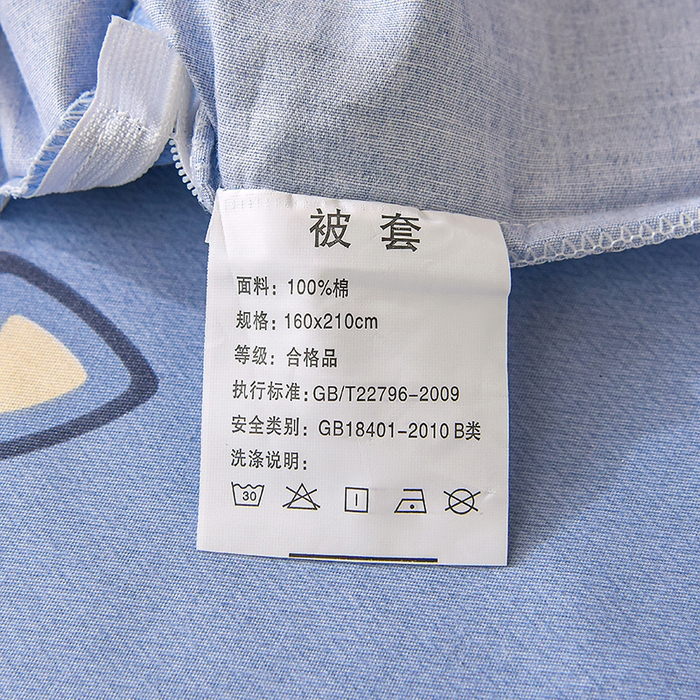 被套
面料：100%棉
规格：160x210cm
等级：合格品
执行标准：GB/T22796-2009
安全类别：GB18401-2010 B类
洗涤说明：
30